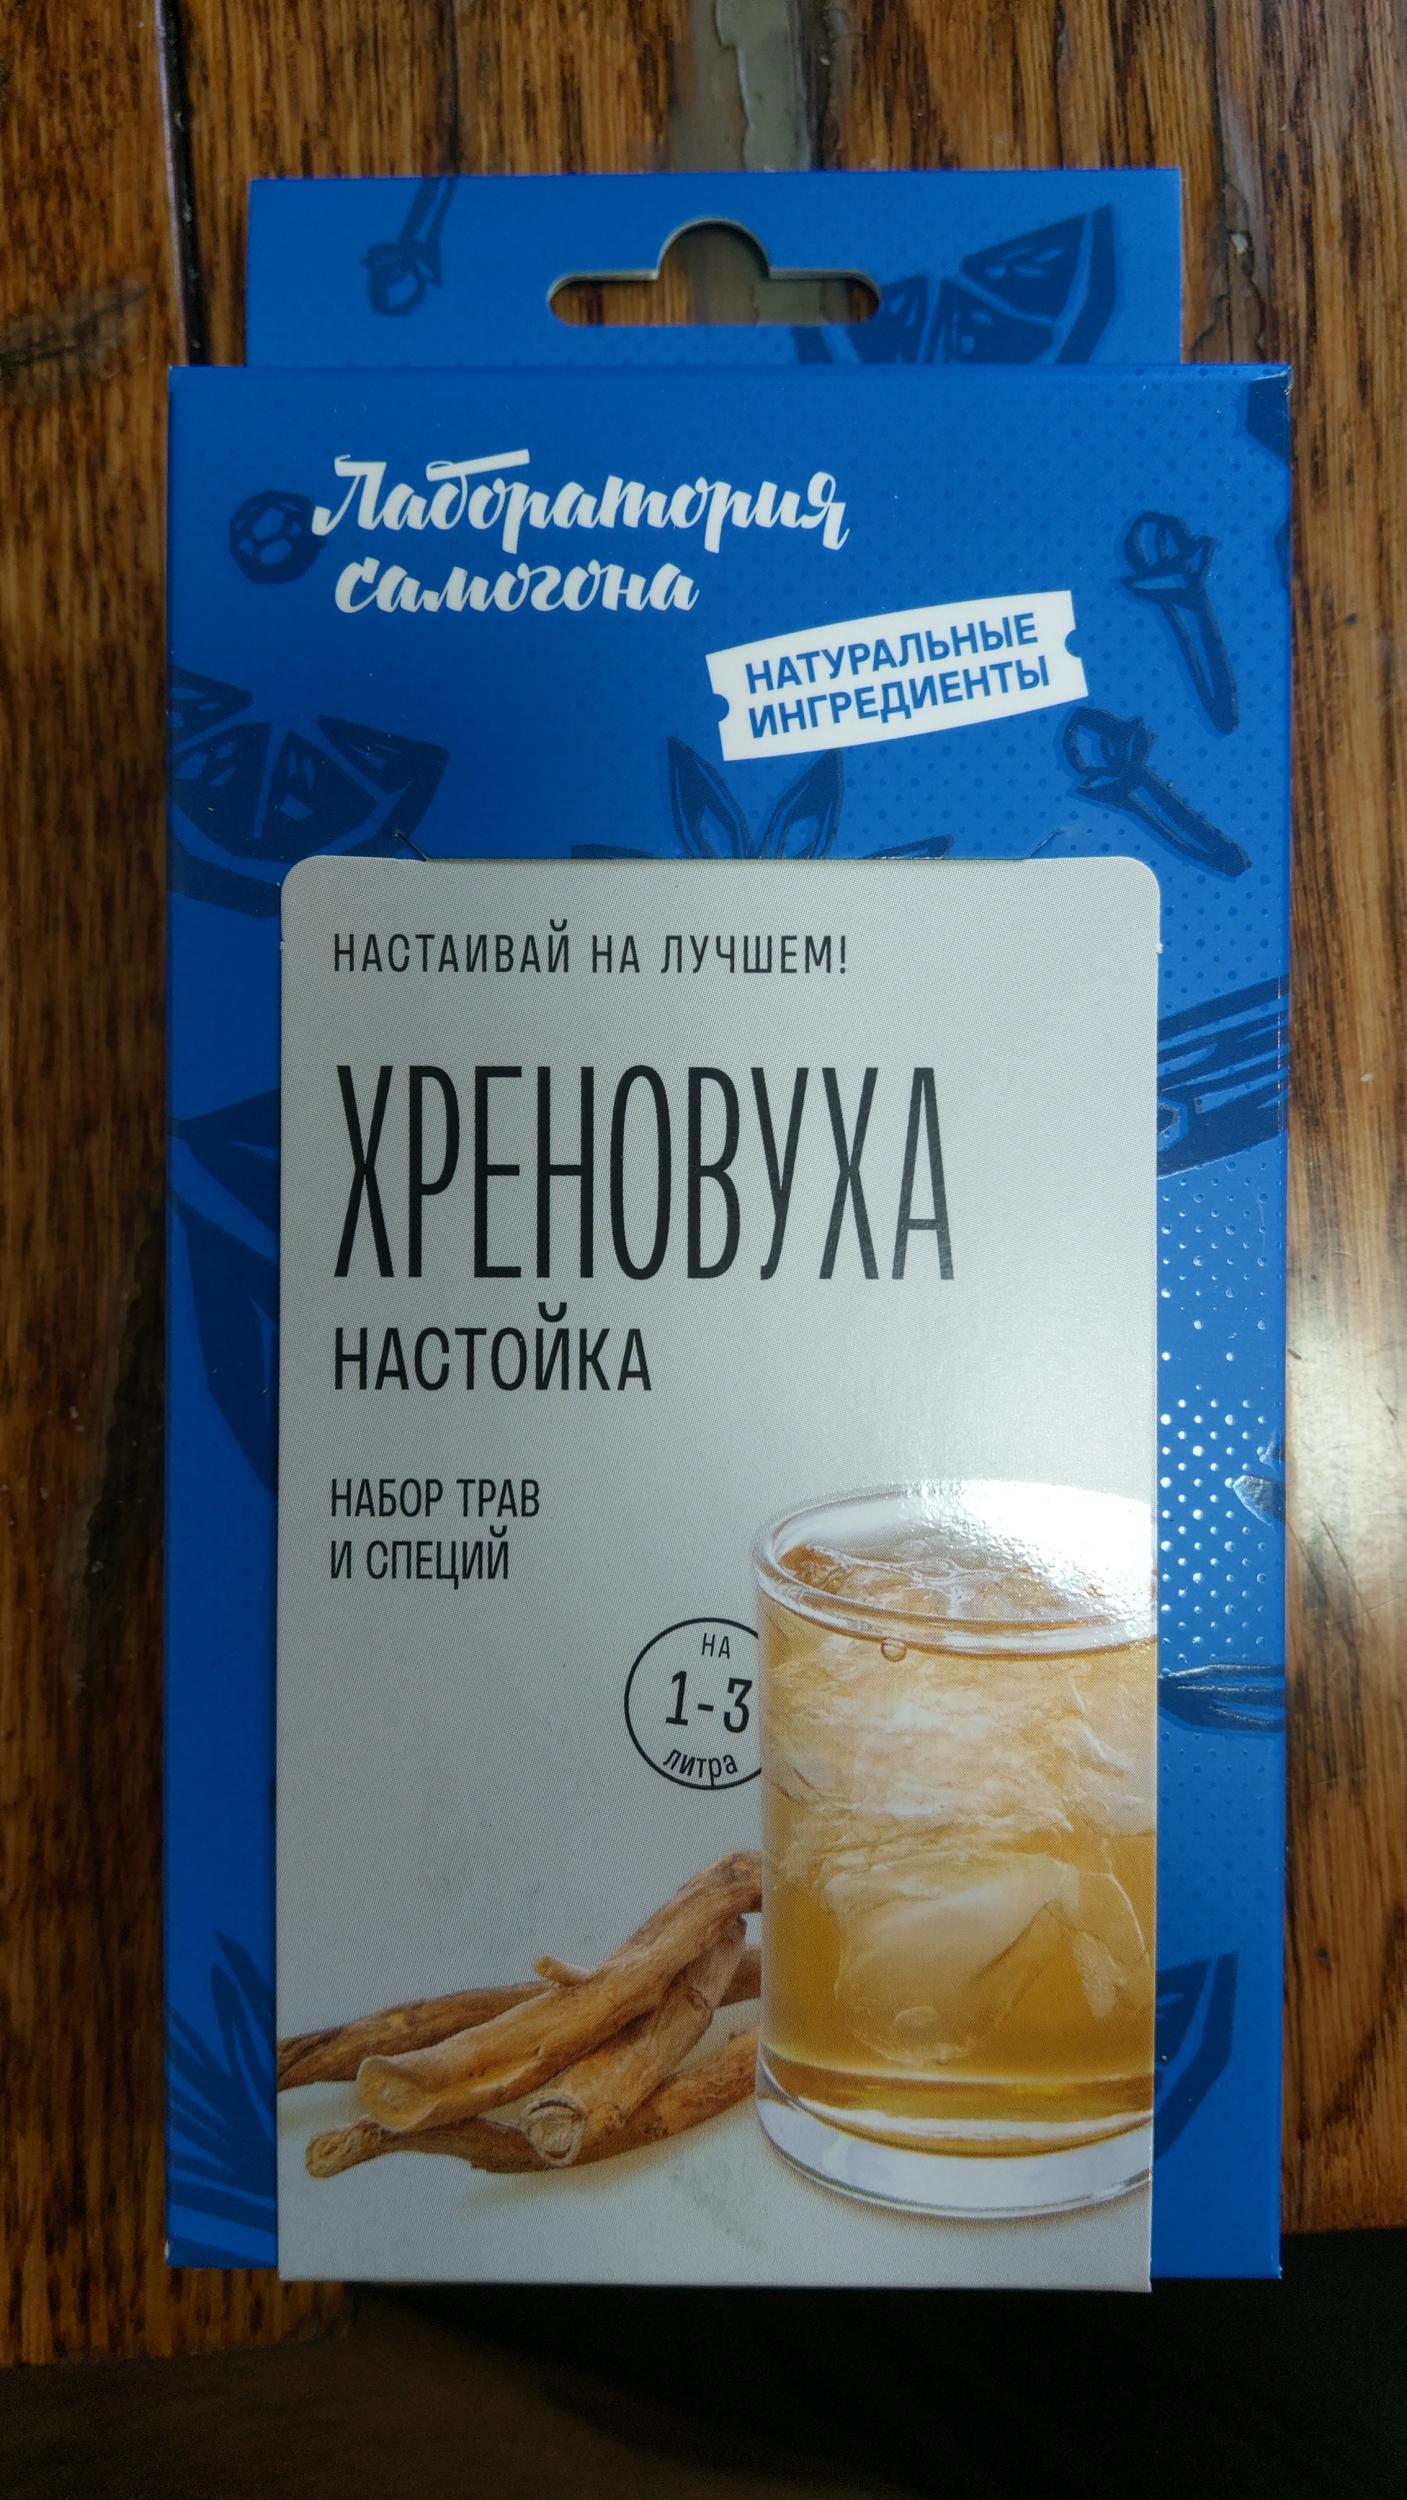 Лаборатория
самогона
НАТУРАЛЬНЫЕ
ИНГРЕДИЕНТЫ
НАСТАИВАЙ НА ЛУЧШЕМ!
ХРЕНОВУХА
НАСТОЙКА
НАБОР ТРАВ
И СПЕЦИЙ
НА
1-3
литра